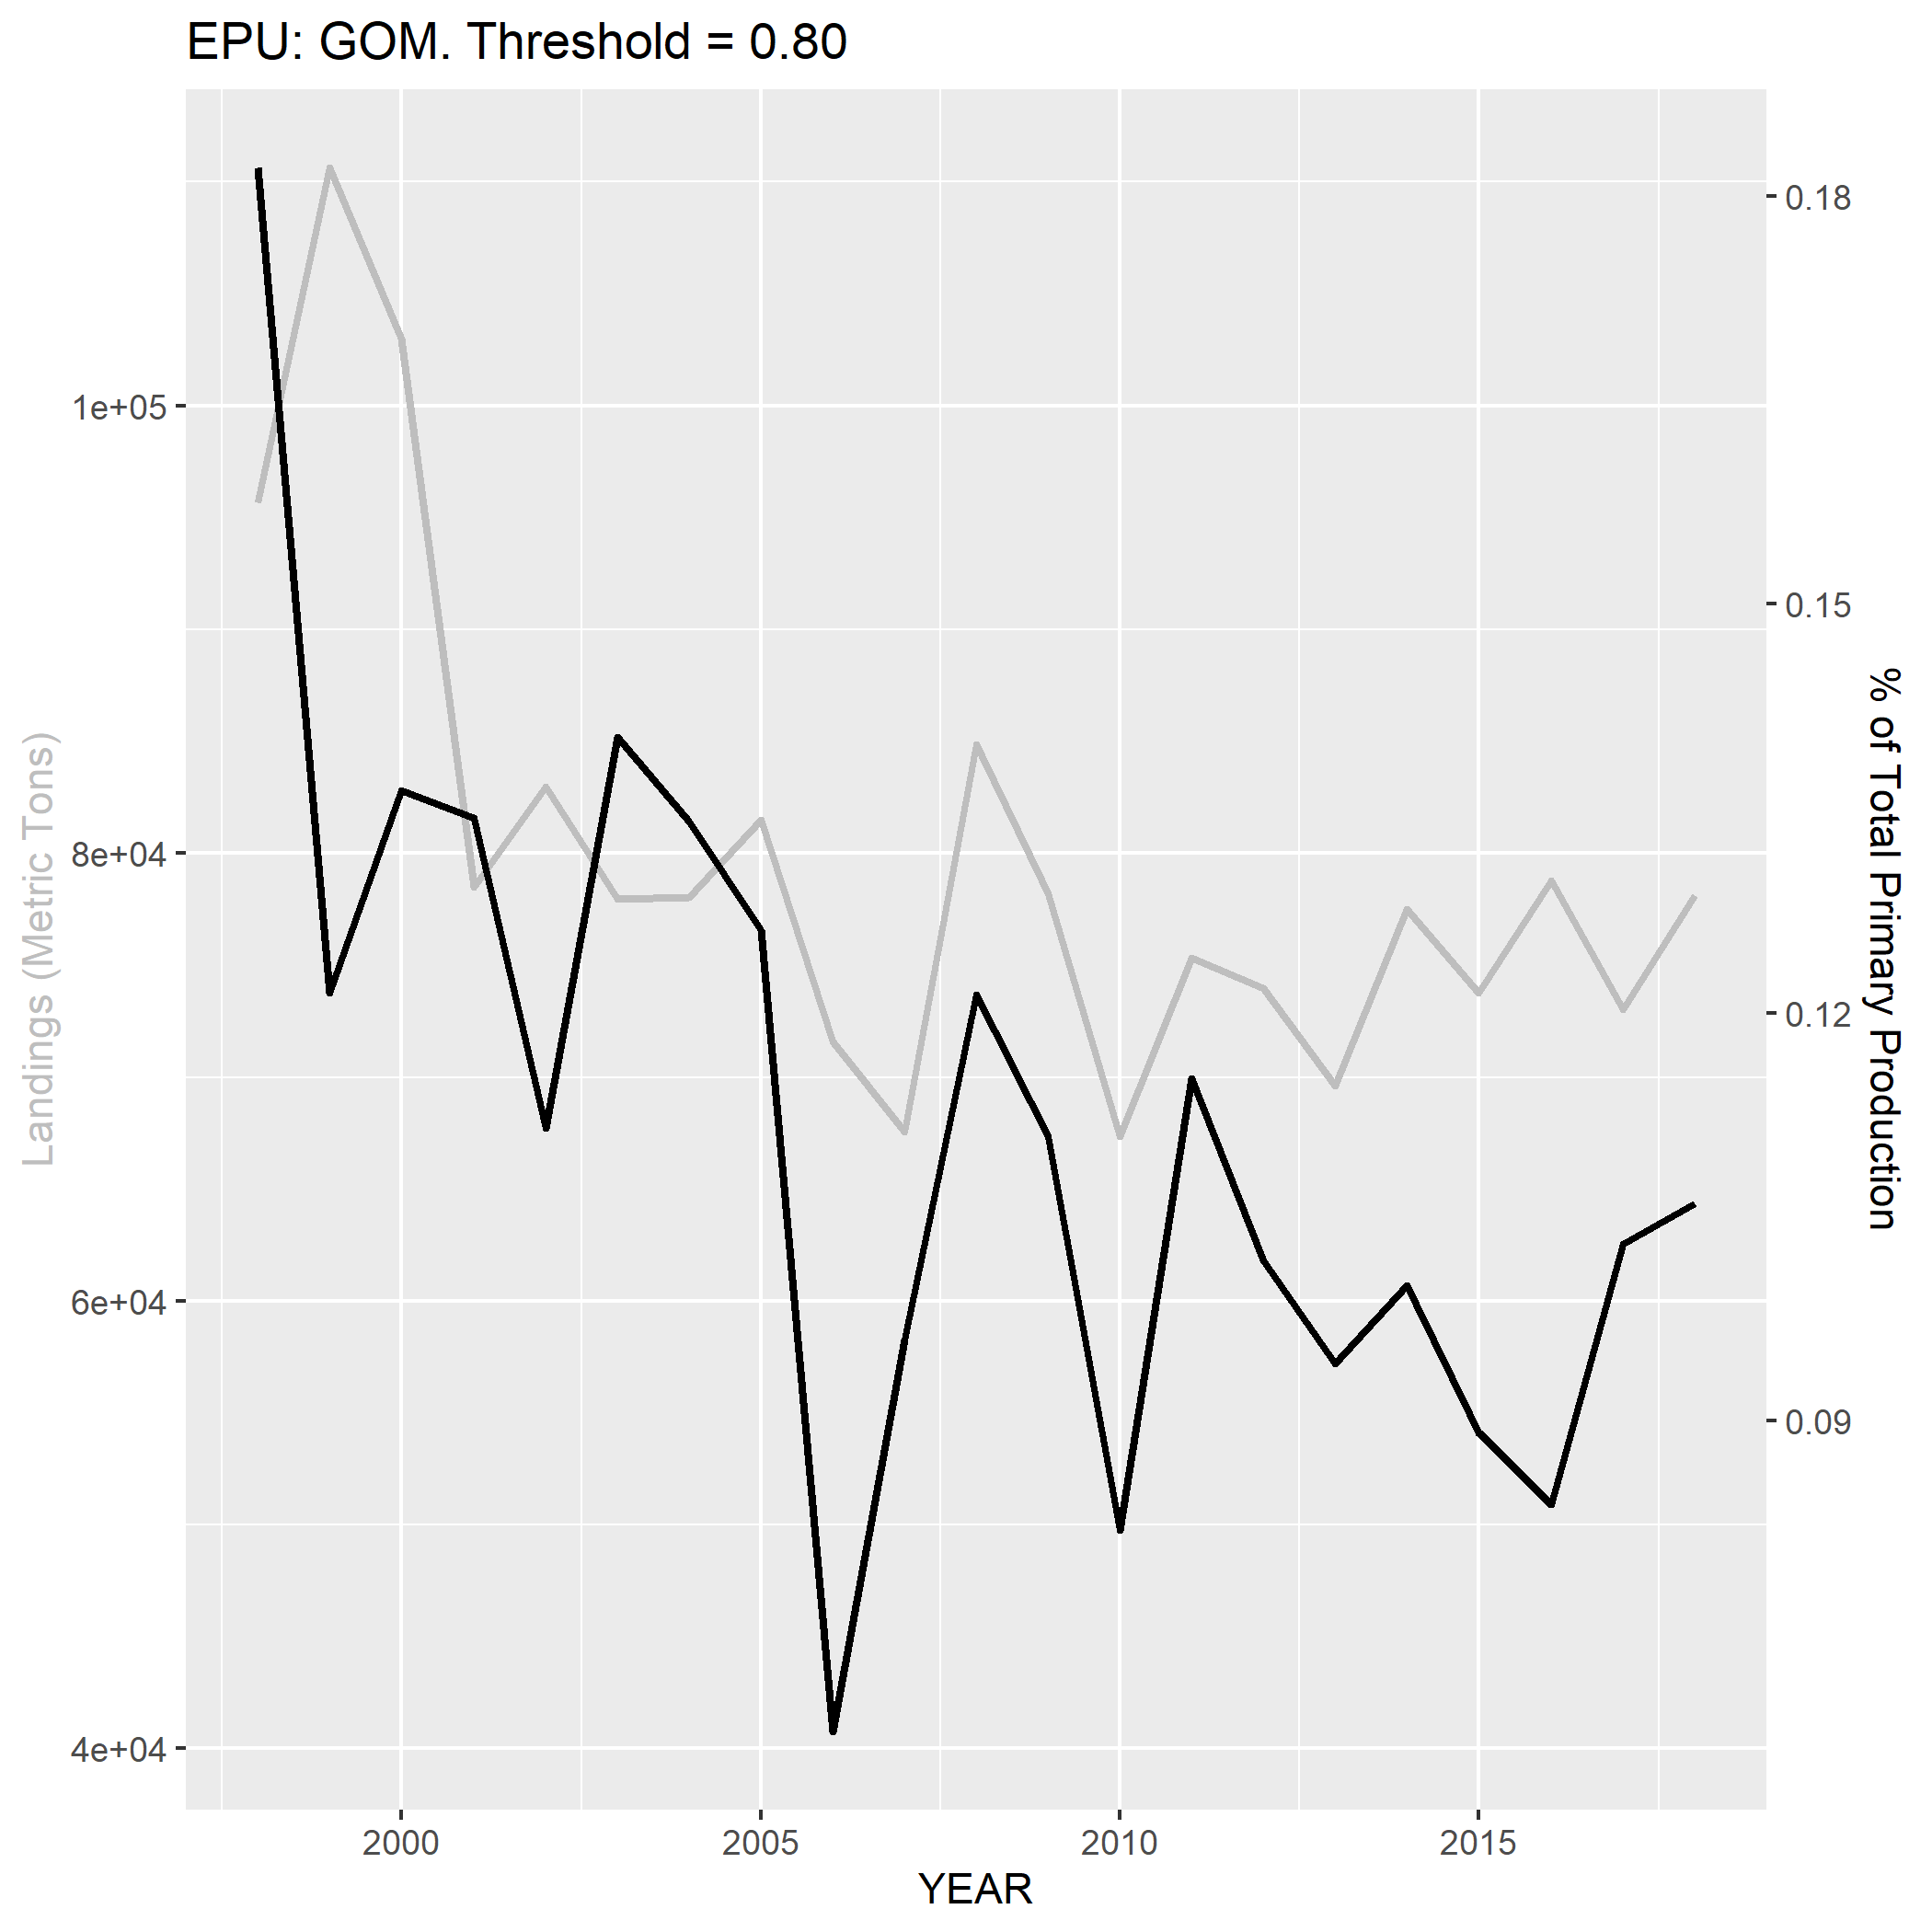 EPU: GOM. Threshold = 0.80
Landings (Metric Tons)
1e+05
8e+04
6e+04
4e+04
0.18
0.15
0.12
0.09
% of Total Primary Production
2000
2005
2010
2015
YEAR